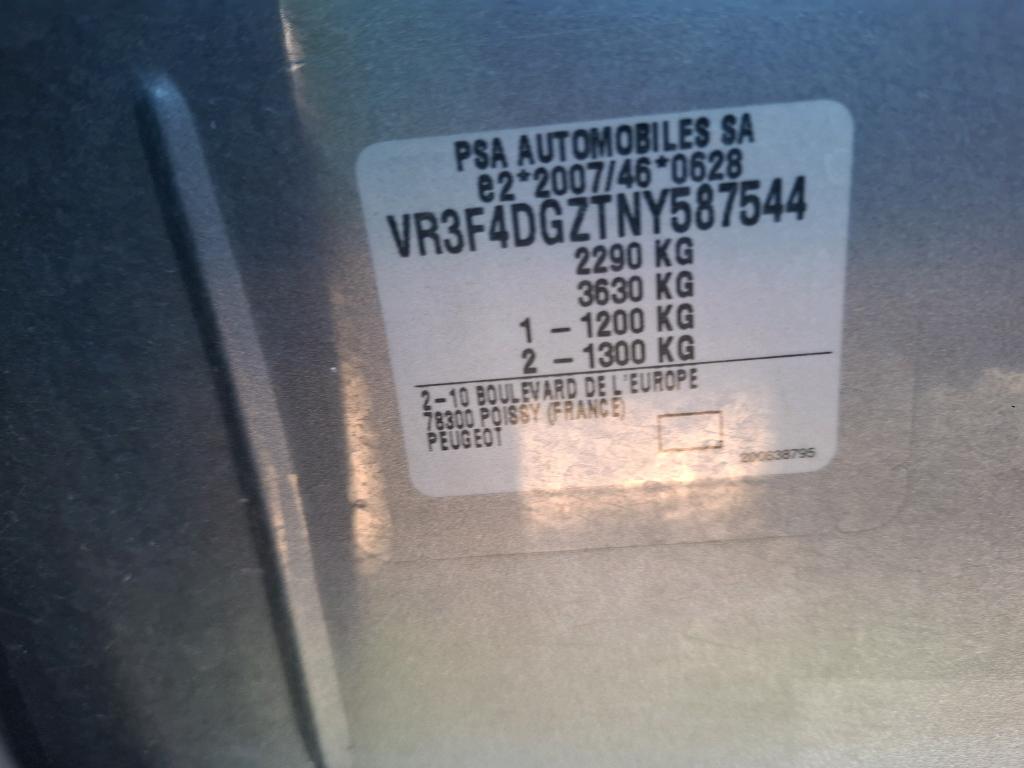 PSA AUTOMOBILES SA
e2*2007/46*0628
VR3F4DGZTNY587544
2290 KG
3630 KG
1 – 1200 KG
2 – 1300 KG
2-10 BOULEVARD DE L'EUROPE
78300 POISSY (FRANCE)
PEUGEOT
200638795